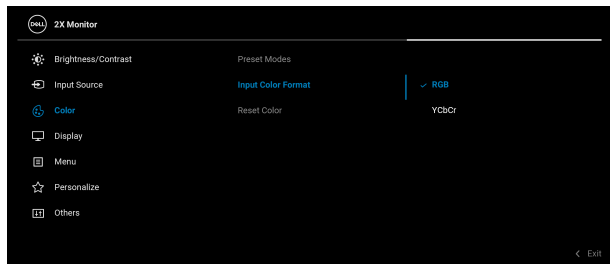 DELL 2X Monitor
Brightness/Contrast Preset Modes
Input Source Input Color Format RGB
Color Reset Color YCbCr
Display
Menu
Personalize
Others
Exit